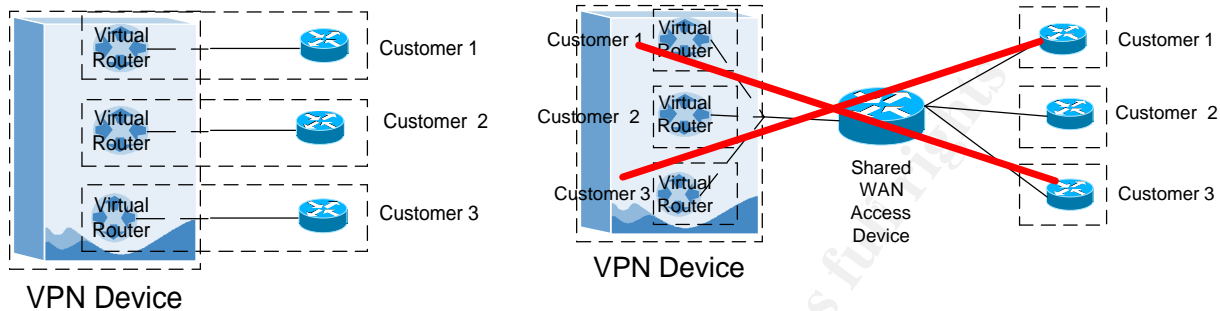 Virtual
Router
Customer 1
Virtual
Router
Customer 2
Virtual
Router
Customer 3
VPN Device
Customer 1
Virtual
Router
Customer 2
Virtual
Router
Customer 3
Virtual
Router
VPN Device
Shared
WAN
Access
Device
Customer 1
Customer 2
Customer 3
full rights